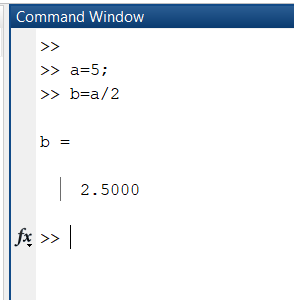 Command Window
>>
>> a=5;
>> b=a/2
b =
2.5000
fx >>